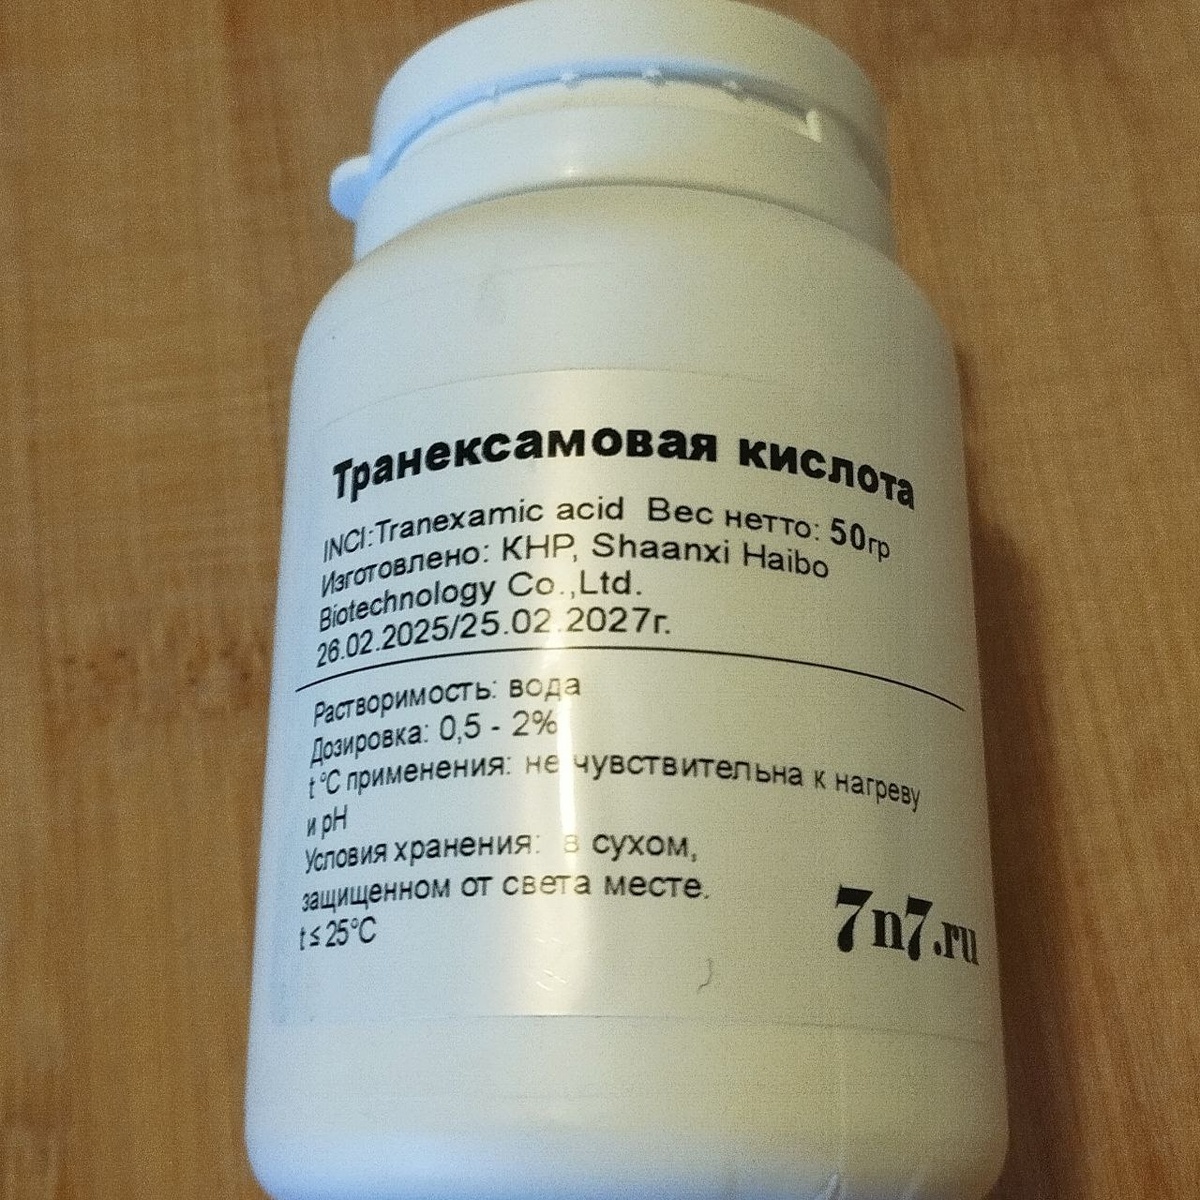 Транексамовая кислота
INCI:Tranexamic acid Вес нетто: 50гр
Изготовлено: КНР, Shaanxi Haibo
Biotechnology Co.,Ltd.
26.02.2025/25.02.2027г.
Растворимость: вода
Дозировка: 0,5 - 2%
t °C применения: не чувствительна к нагреву
и pH
Условия хранения: в сухом,
защищенном от света месте.
t ≤ 25°C
7n7.ru